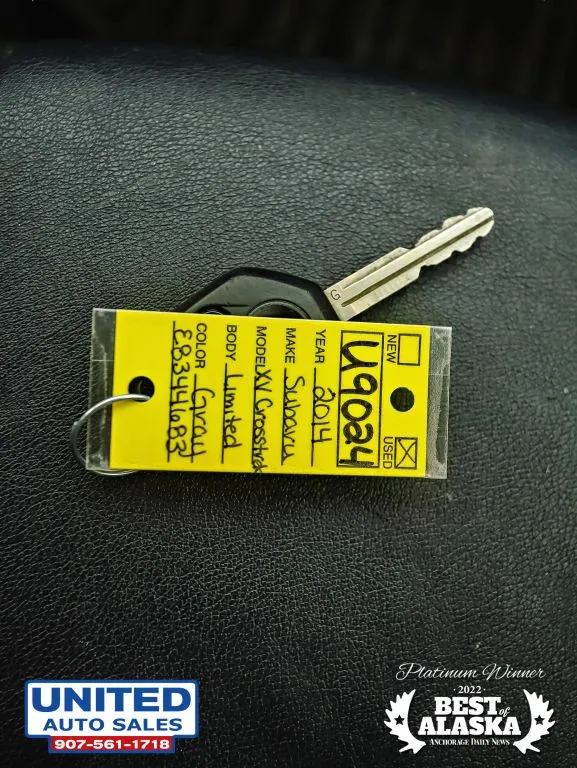 G
NEW
USED
U9024
YEAR 2014
MAKE Subaru
MODEL XV Crosstrek
BODY Limited
COLOR Gray
E8344683
UNITED
AUTO SALES
907-561-1718
Platinum Winner
· 2022 ·
BEST of
ALASKA
ANCHORAGE DAILY NEWS